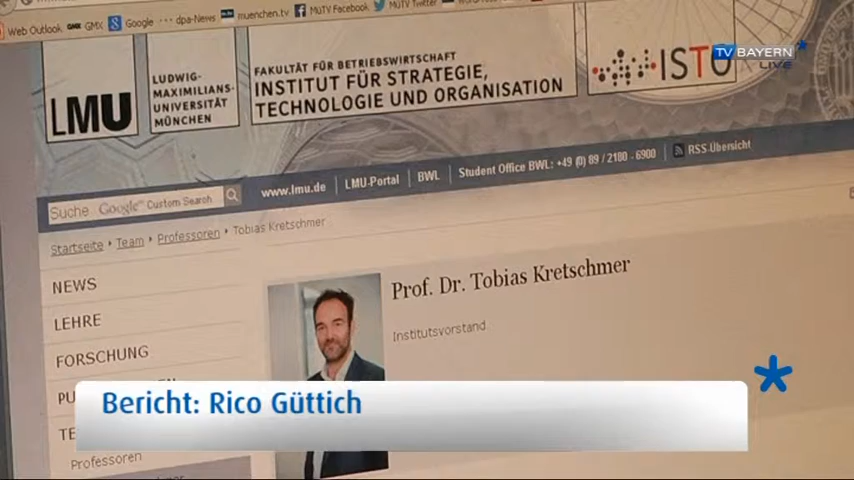 Web Outlook GMX GMX Google dpa-News muenchen.tv MüTV Facebook MüTV Twitter
TV BAYERN
LIVE
LMU
LUDWIG-
MAXIMILIANS-
UNIVERSITÄT
MÜNCHEN
FAKULTÄT FÜR BETRIEBSWIRTSCHAFT
INSTITUT FÜR STRATEGIE,
TECHNOLOGIE UND ORGANISATION
ISTO
Suche Google™ Custom Search
www.lmu.de LMU-Portal BWL Student Office BWL: +49 (0) 89 / 2180 - 6900 RSS Übersicht
Startseite Team Professoren Tobias Kretschmer
NEWS
LEHRE
FORSCHUNG
Prof. Dr. Tobias Kretschmer
Institutsvorstand
Bericht: Rico Güttich
Professoren